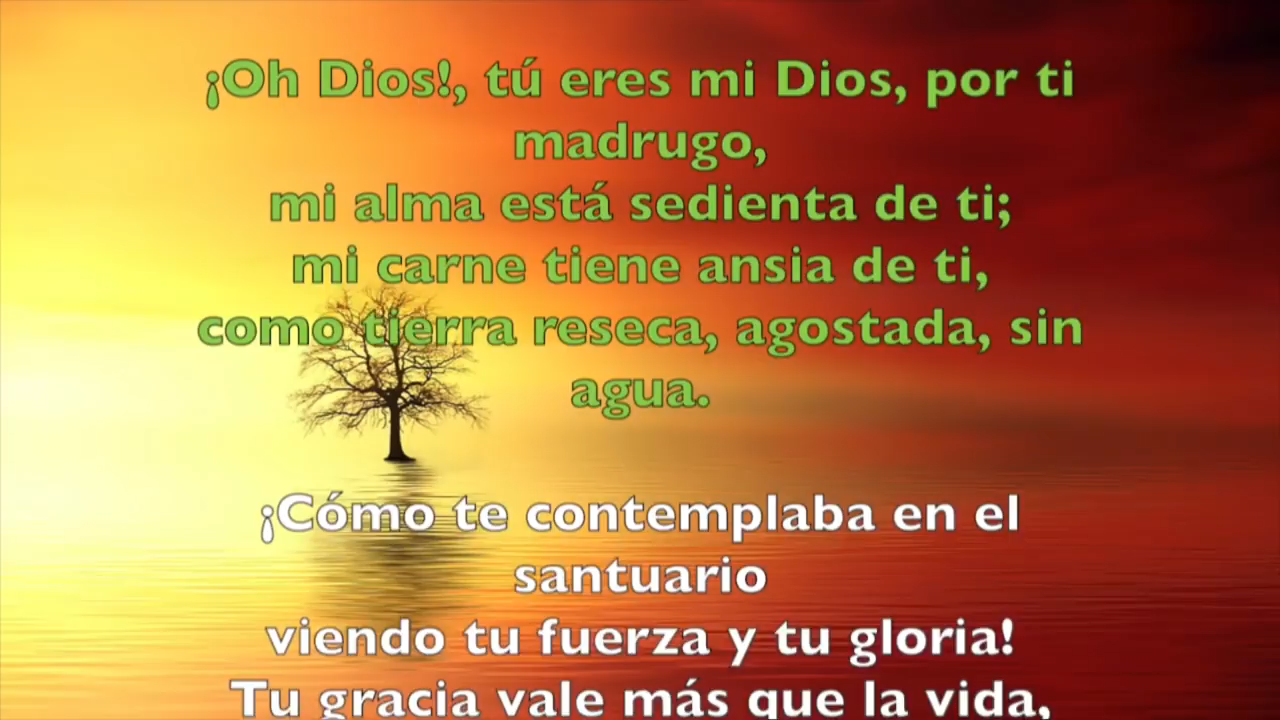 ¡Oh Dios!, tú eres mi Dios, por ti
madrugo,
mi alma está sedienta de ti;
mi carne tiene ansia de ti,
como tierra reseca, agostada, sin
agua.
¡Cómo te contemplaba en el
santuario
viendo tu fuerza y tu gloria!
Tu gracia vale más que la vida,